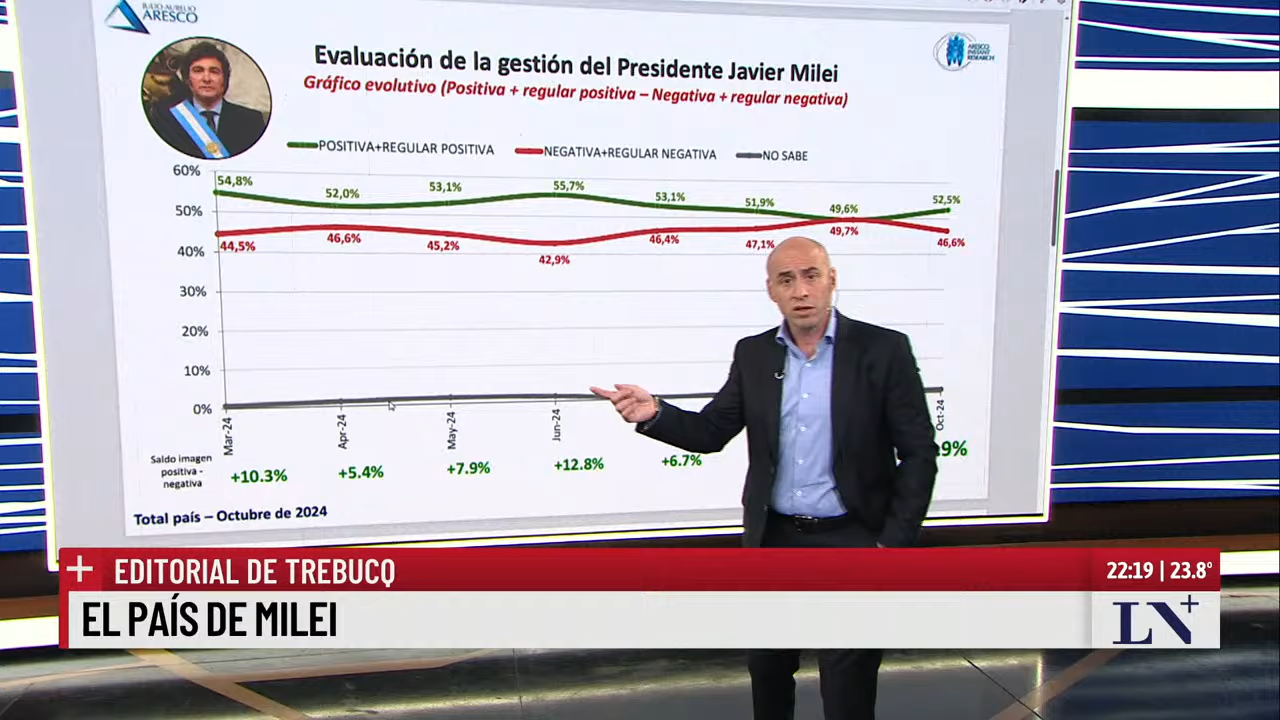 JULIO AURELIO
ARESCO
ARESCO
INSTANT
RESEARCH
Evaluación de la gestión del Presidente Javier Milei
Gráfico evolutivo (Positiva + regular positiva – Negativa + regular negativa)
POSITIVA+REGULAR POSITIVA NEGATIVA+REGULAR NEGATIVA NO SABE
60%
54,8% 52,0% 53,1% 55,7% 53,1% 51,9% 49,6% 52,5%
50%
44,5% 46,6% 45,2% 42,9% 46,4% 47,1% 49,7% 46,6%
40%
30%
20%
10%
0%
Mar-24 Apr-24 May-24 Jun-24 Oct-24
Saldo imagen
positiva -
negativa
+10.3% +5.4% +7.9% +12.8% +6.7% 9%
Total país – Octubre de 2024
+ EDITORIAL DE TREBUCQ
22:19 | 23.8°
EL PAÍS DE MILEI
LN+